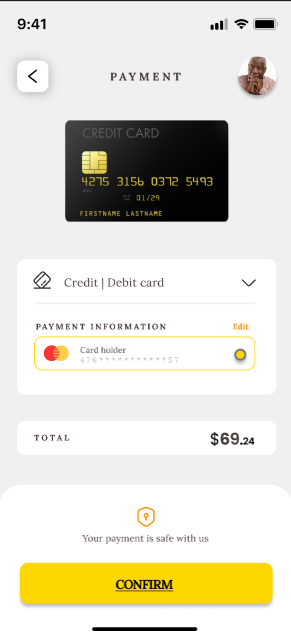 9:41
PAYMENT
CREDIT CARD
4275 3156 0372 5493
01/29
FIRSTNAME LASTNAME
Credit | Debit card
PAYMENT INFORMATION
Edit
Card holder
476***********57
TOTAL
$69.24
Your payment is safe with us
CONFIRM